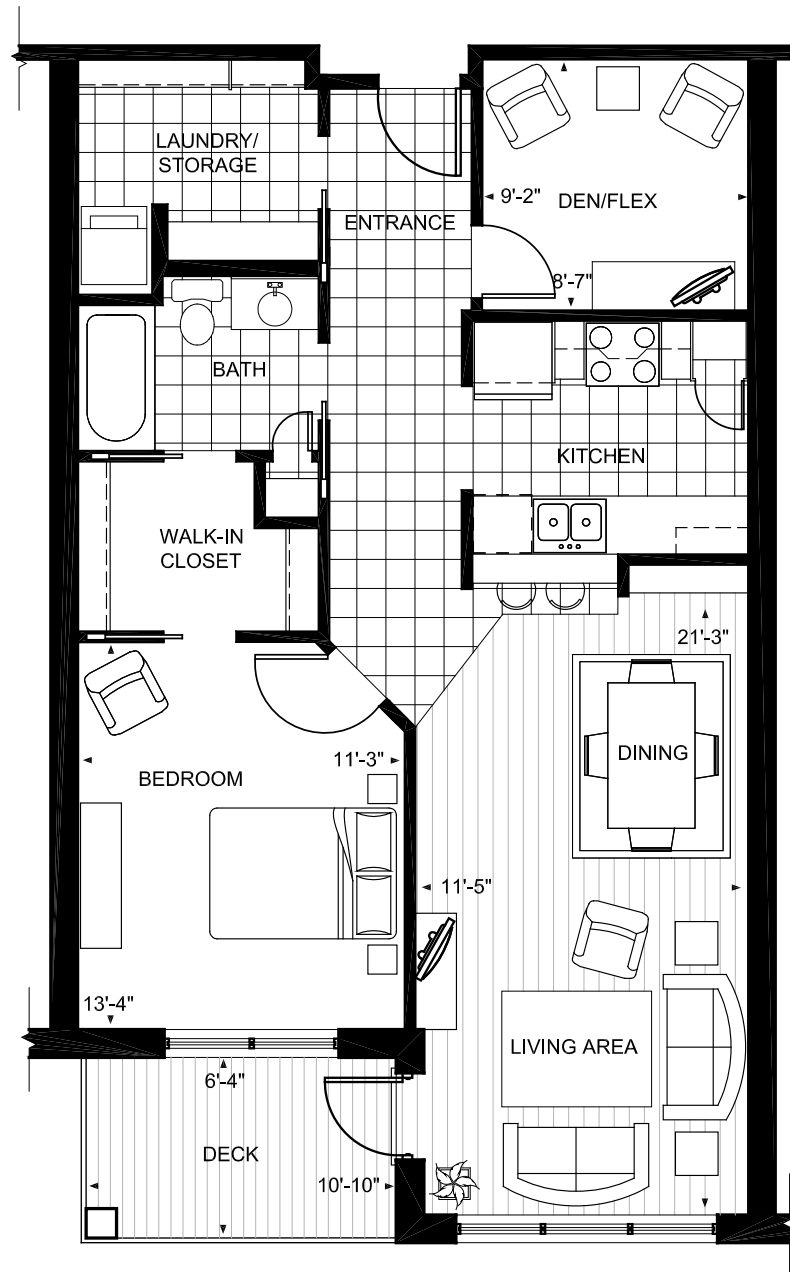 LAUNDRY/
STORAGE
ENTRANCE
9'-2"
DEN/FLEX
8'-7"
BATH
KITCHEN
WALK-IN
CLOSET
21'-3"
11'-3"
BEDROOM
DINING
11'-5"
13'-4"
LIVING AREA
6'-4"
DECK
10'-10"